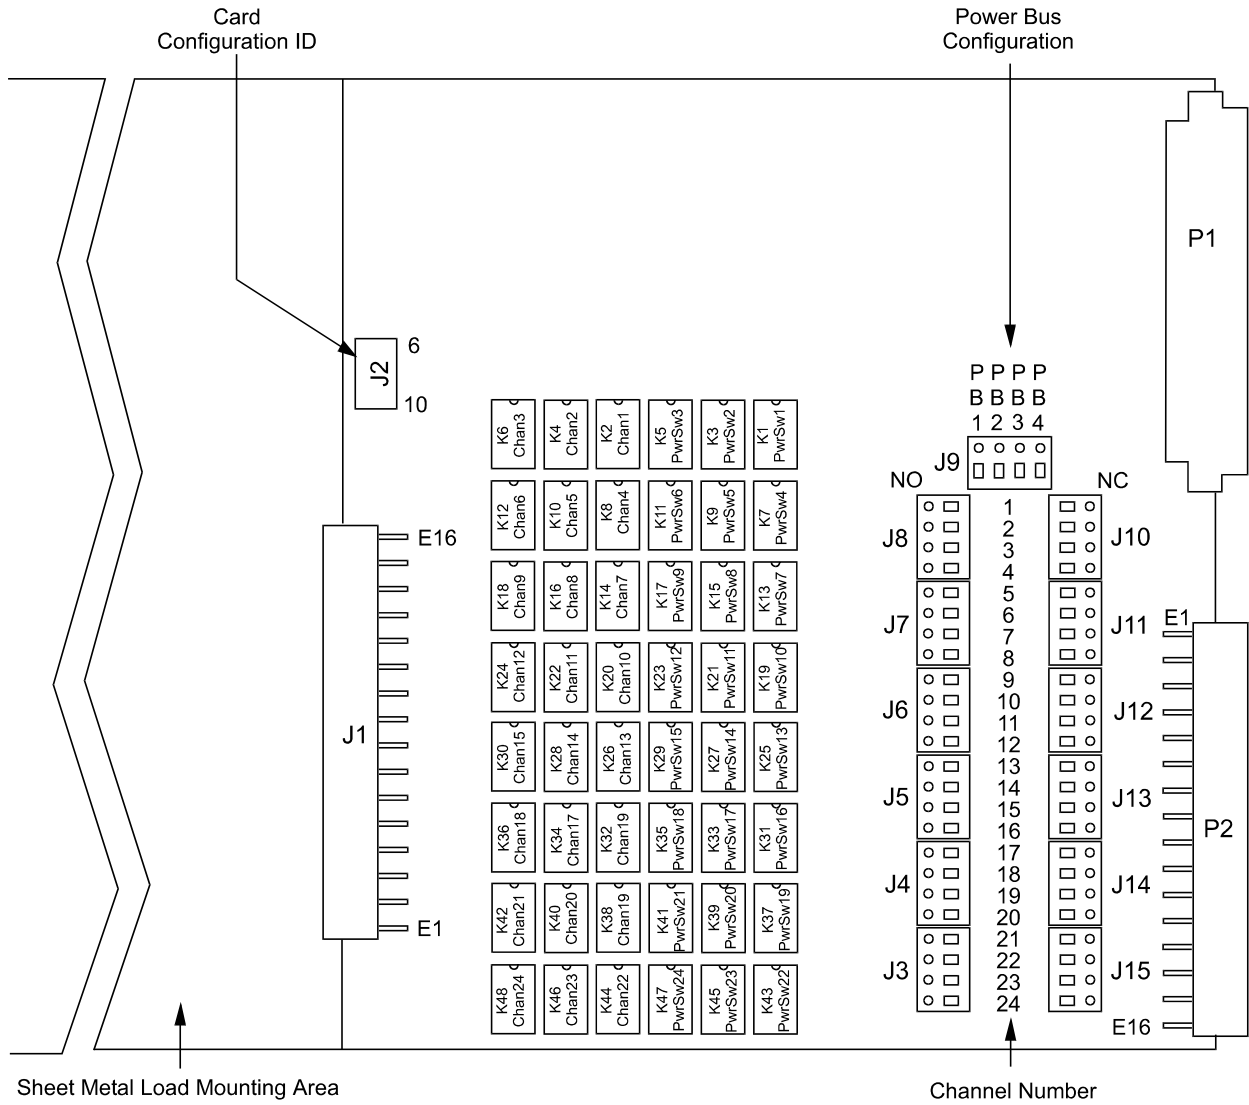 Card
Configuration ID
Power Bus
Configuration
P1
J2
6
10
P P P P
B B B B
1 2 3 4
J9
NO
NC
K6 Chan3
K4 Chan2
K2 Chan1
K5 PwrSw3
K3 PwrSw2
K1 PwrSw1
K12 Chan6
K10 Chan5
K8 Chan4
K11 PwrSw6
K9 PwrSw5
K7 PwrSw4
K18 Chan9
K16 Chan8
K14 Chan7
K17 PwrSw9
K15 PwrSw8
K13 PwrSw7
K24 Chan12
K22 Chan11
K20 Chan10
K23 PwrSw12
K21 PwrSw11
K19 PwrSw10
K30 Chan15
K28 Chan14
K26 Chan13
K29 PwrSw15
K27 PwrSw14
K25 PwrSw13
K36 Chan18
K34 Chan17
K32 Chan19
K35 PwrSw18
K33 PwrSw17
K31 PwrSw16
K42 Chan21
K40 Chan20
K38 Chan19
K41 PwrSw21
K39 PwrSw20
K37 PwrSw19
K48 Chan24
K46 Chan23
K44 Chan22
K47 PwrSw24
K45 PwrSw23
K43 PwrSw22
E16
J1
E1
J8
J7
J6
J5
J4
J3
1
2
3
4
5
6
7
8
9
10
11
12
13
14
15
16
17
18
19
20
21
22
23
24
J10
J11
J12
J13
J14
J15
E1
P2
E16
Sheet Metal Load Mounting Area
Channel Number